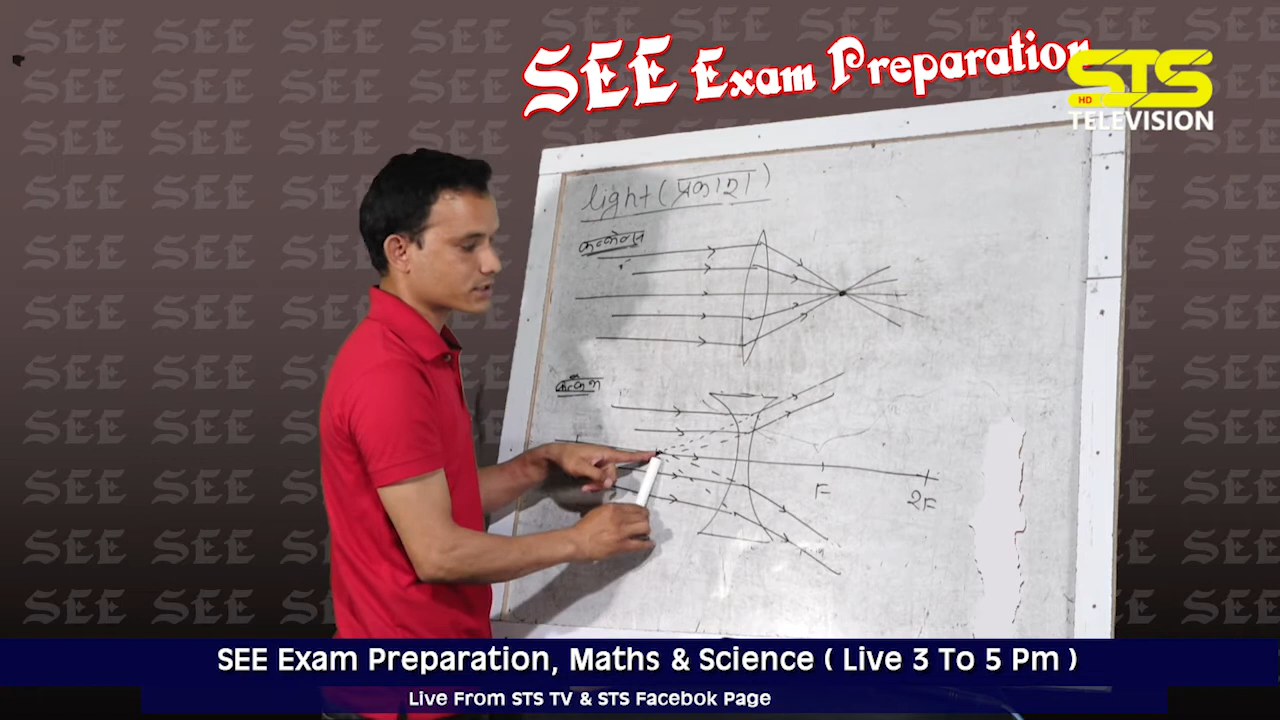 SEE Exam Preparation
STS
HD
TELEVISION
light (प्रकाश)
कन्भेक्स
F
2F
SEE Exam Preparation, Maths & Science ( Live 3 To 5 Pm )
Live From STS TV & STS Facebok Page